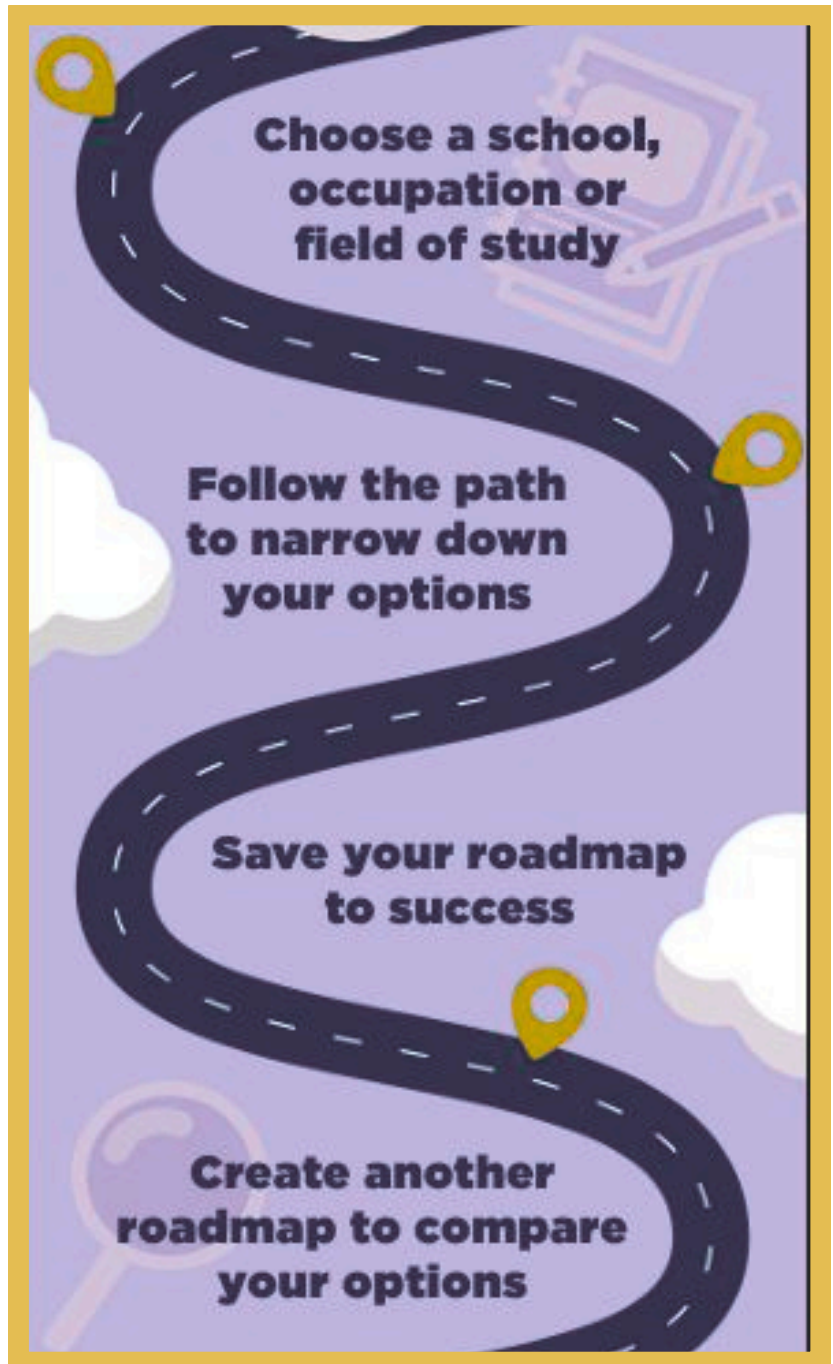 Choose a school,
occupation or
field of study
Follow the path
to narrow down
your options
Save your roadmap
to success
Create another
roadmap to compare
your options